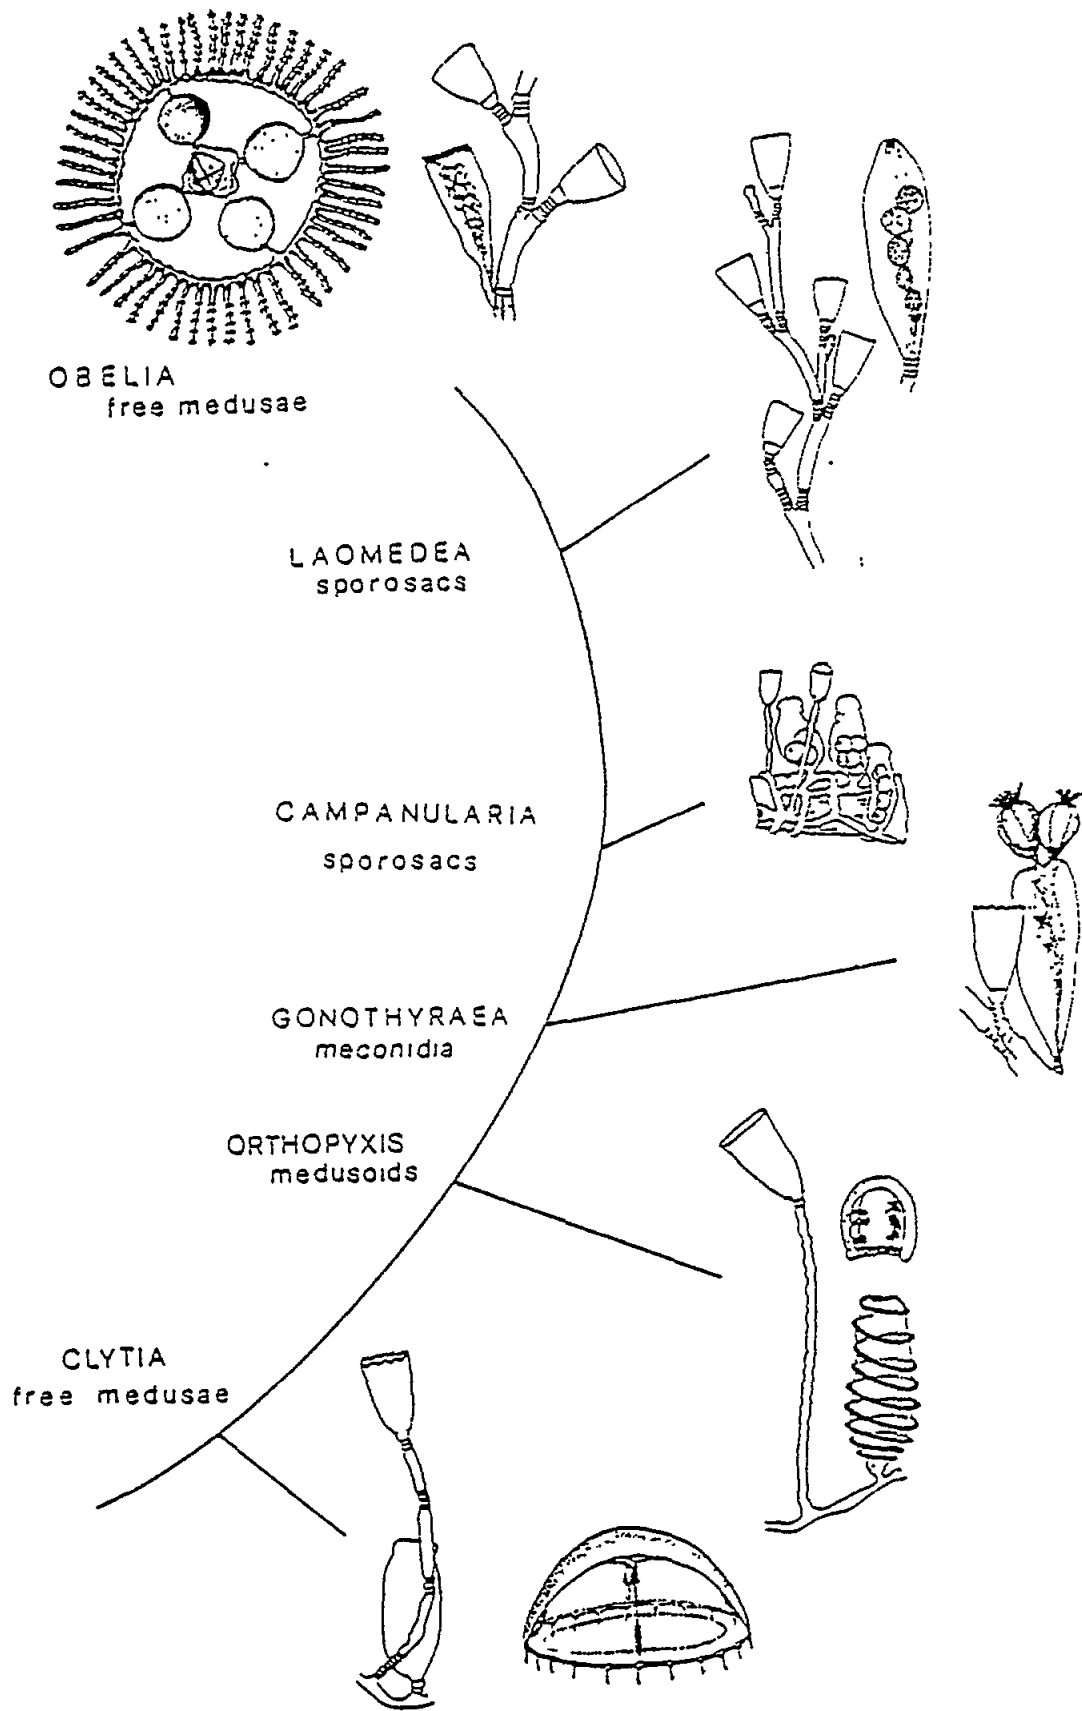 OBELIA
free medusae
LAOMEDEA
sporosacs
CAMPANULARIA
sporosacs
GONOTHYRAEA
meconidia
ORTHOPYXIS
medusoids
CLYTIA
free medusae